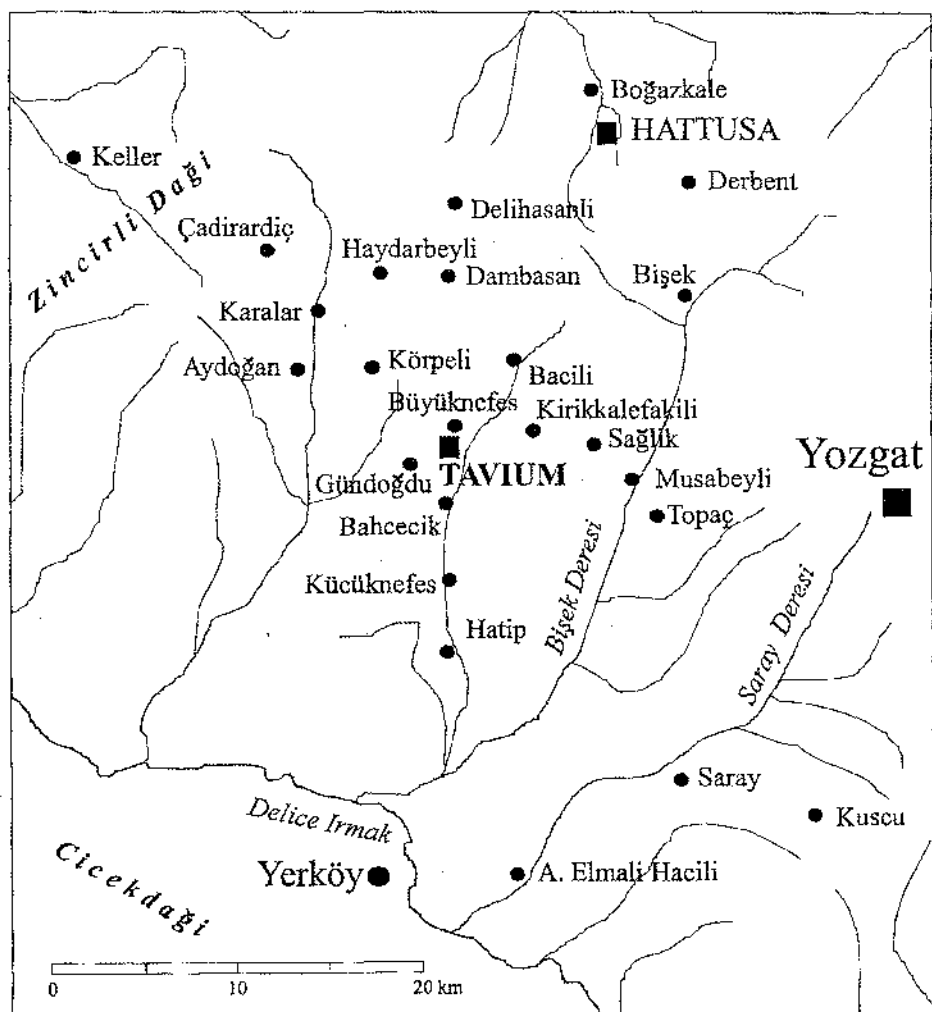 Boğazkale
HATTUSA
Keller
Derbent
Delihasanli
Zincirli Daği
Çadirardiç
Haydarbeyli
Dambasan
Bişek
Karalar
Aydoğan
Körpeli
Bacili
Büyüknefes
Kirikkalefakili
Sağlik
Yozgat
TAVIUM
Gündoğdu
Musabeyli
Bahcecik
Topaç
Kücüknefes
Bişek Deresi
Hatip
Saray Deresi
Saray
Delice Irmak
Kuscu
Cicekdaği
Yerköy
A. Elmali Hacili
0 10 20 km